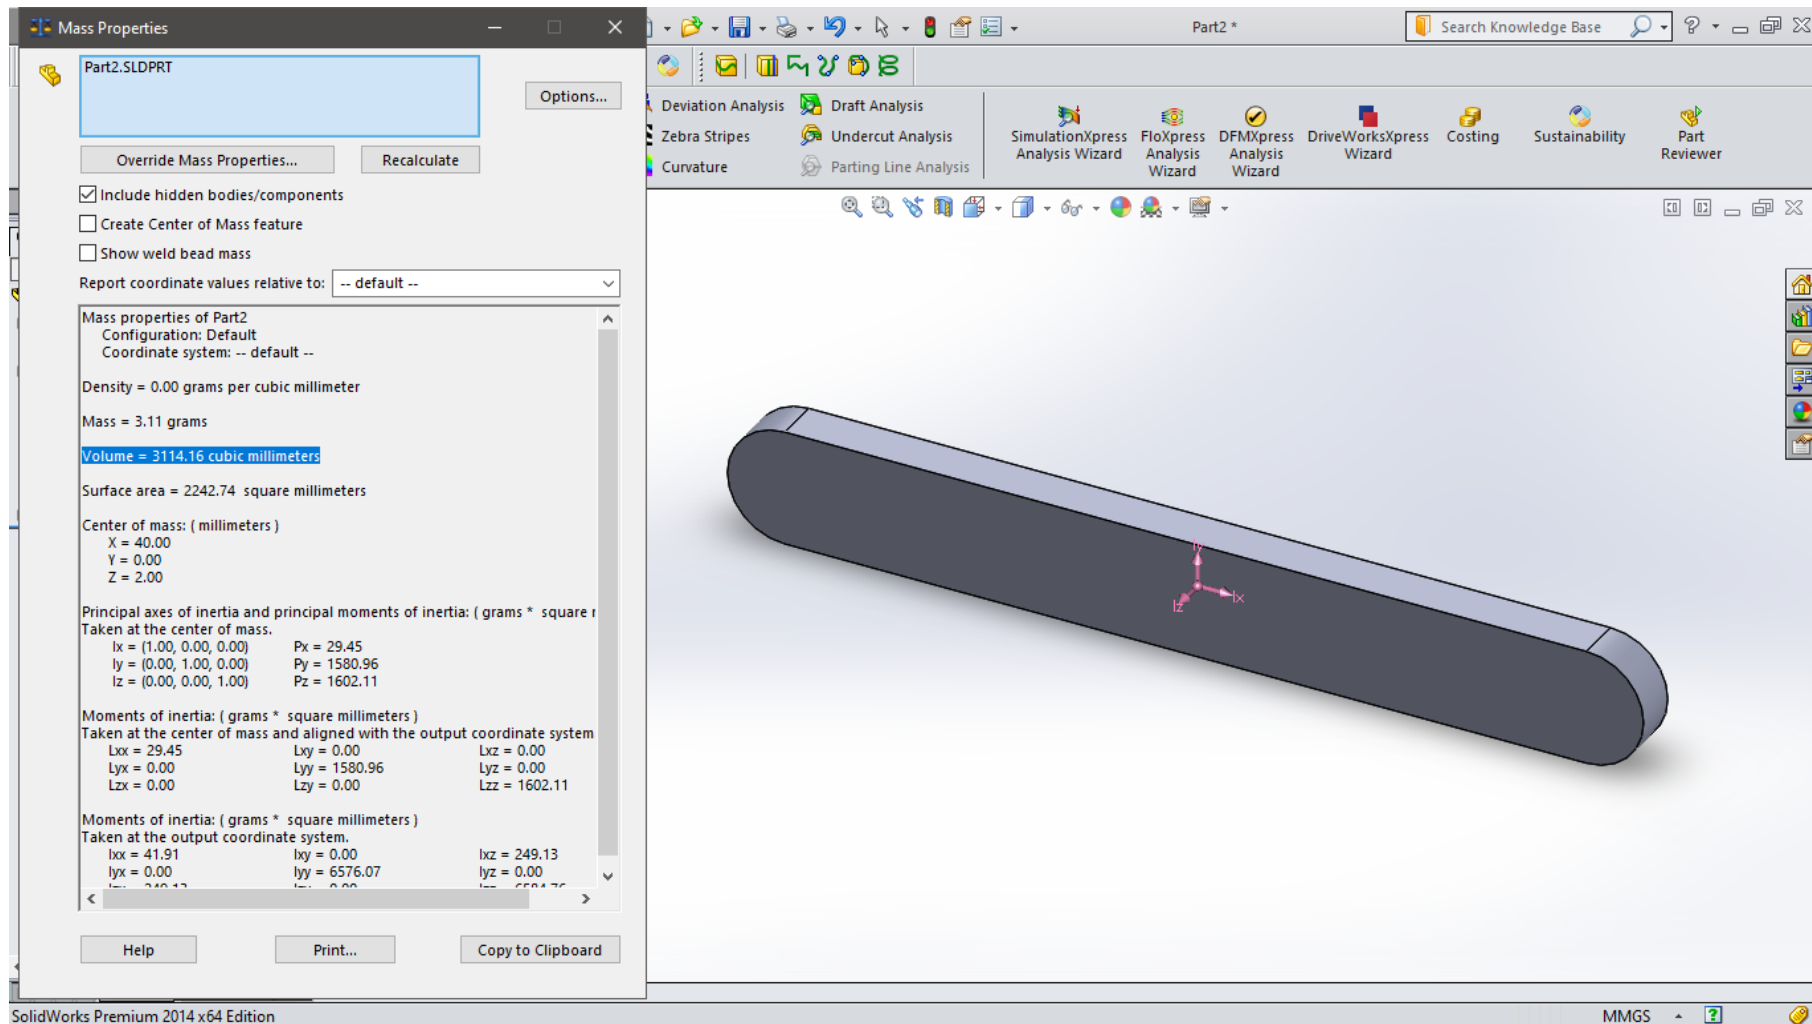 Mass Properties
Part2 *
Search Knowledge Base
Part2.SLDPRT
Options...
Override Mass Properties...
Recalculate
Include hidden bodies/components
Create Center of Mass feature
Show weld bead mass
Report coordinate values relative to:
-- default --
Mass properties of Part2
Configuration: Default
Coordinate system: -- default --
Density = 0.00 grams per cubic millimeter
Mass = 3.11 grams
Volume = 3114.16 cubic millimeters
Surface area = 2242.74 square millimeters
Center of mass: ( millimeters )
X = 40.00
Y = 0.00
Z = 2.00
Principal axes of inertia and principal moments of inertia: ( grams * square
Taken at the center of mass.
Ix = (1.00, 0.00, 0.00) Px = 29.45
Iy = (0.00, 1.00, 0.00) Py = 1580.96
Iz = (0.00, 0.00, 1.00) Pz = 1602.11
Moments of inertia: ( grams * square millimeters )
Taken at the center of mass and aligned with the output coordinate system
Lxx = 29.45 Lxy = 0.00 Lxz = 0.00
Lyx = 0.00 Lyy = 1580.96 Lyz = 0.00
Lzx = 0.00 Lzy = 0.00 Lzz = 1602.11
Moments of inertia: ( grams * square millimeters )
Taken at the output coordinate system.
Ixx = 41.91 Ixy = 0.00 Ixz = 249.13
Iyx = 0.00 Iyy = 6576.07 Iyz = 0.00
Help
Print...
Copy to Clipboard
Deviation Analysis
Draft Analysis
Zebra Stripes
Undercut Analysis
Curvature
Parting Line Analysis
SimulationXpress
Analysis Wizard
FloXpress
Analysis
Wizard
DFMXpress
Analysis
Wizard
DriveWorksXpress
Wizard
Costing
Sustainability
Part
Reviewer
Iy
Ix
Iz
SolidWorks Premium 2014 x64 Edition
MMGS